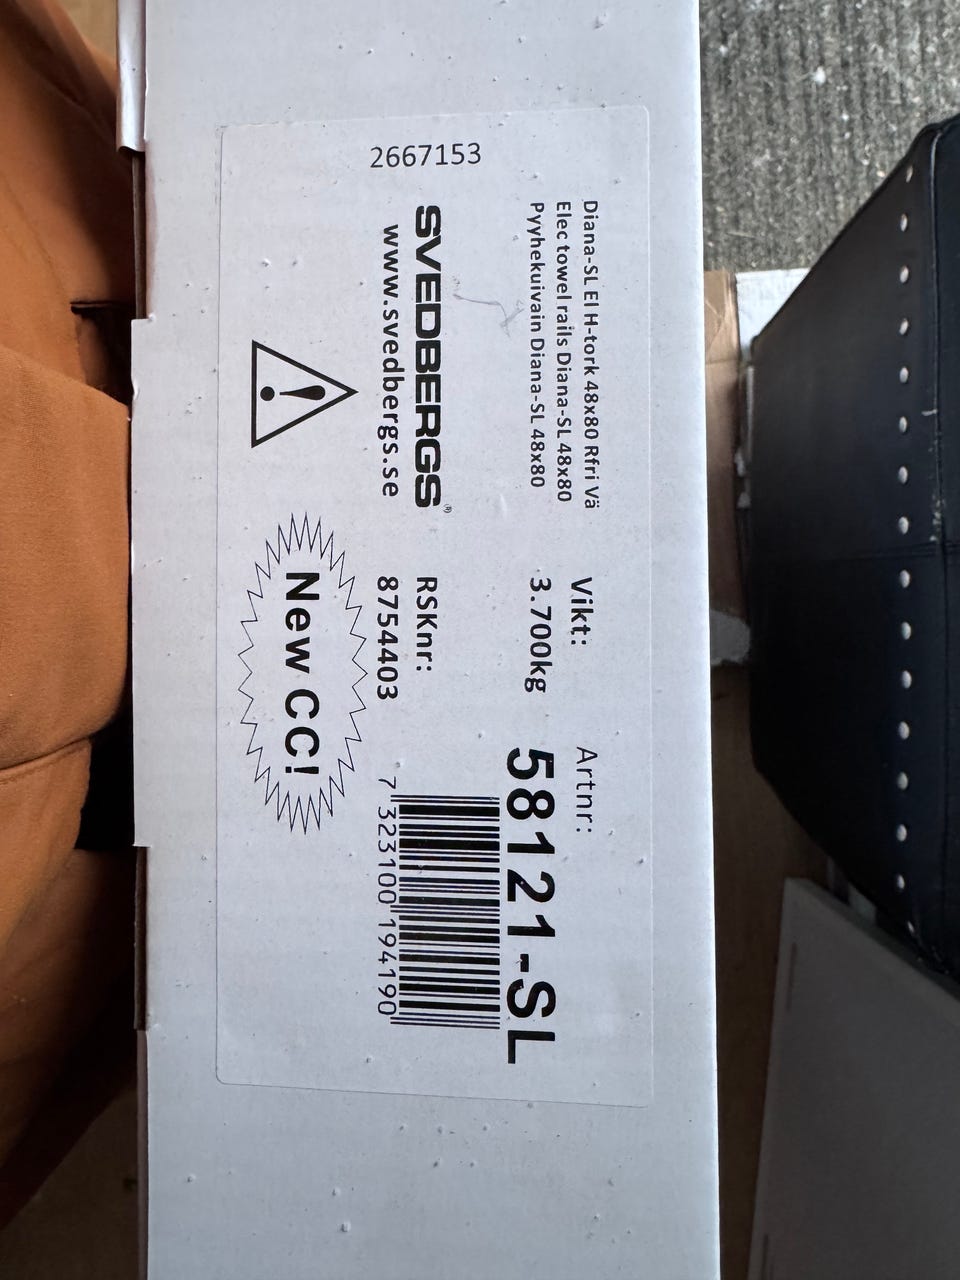 2667153
Diana-SL El H-tork 48x80 Rfri Vä
Elec towel rails Diana-SL 48x80
Pyyhekuivain Diana-SL 48x80
Vikt:
3.700kg
Artnr:
58121-SL
SVEDBERGS®
www.svedbergs.se
RSKnr:
8754403
7 323100 194190
!
New CC!